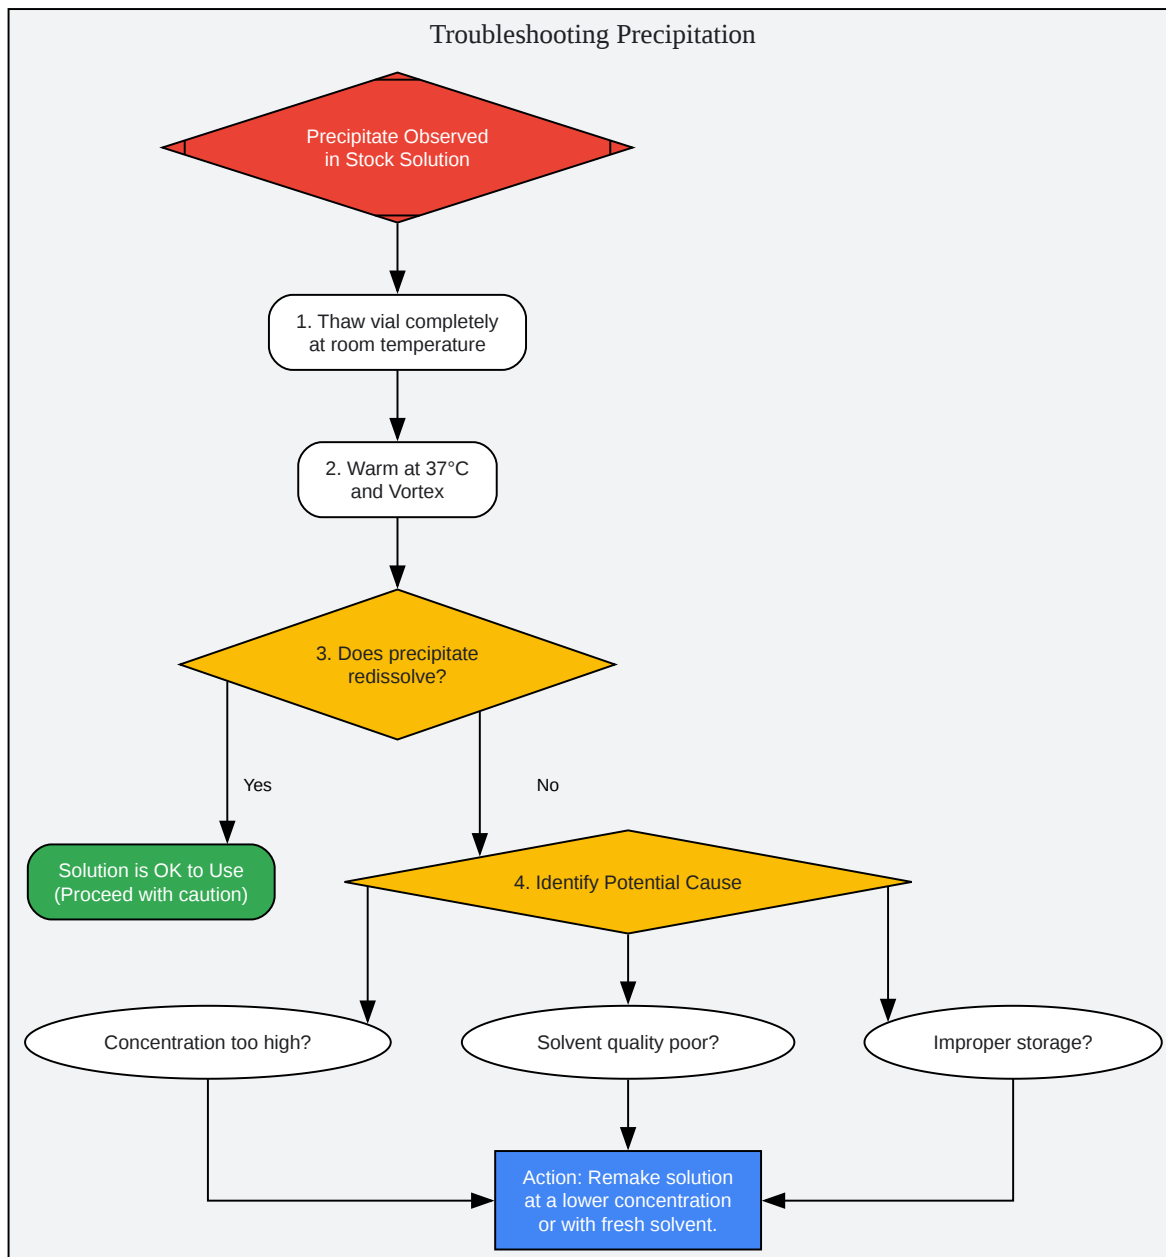 Troubleshooting Precipitation
Precipitate Observed
in Stock Solution
1. Thaw vial completely
at room temperature
2. Warm at 37°C
and Vortex
3. Does precipitate
redissolve?
Yes
No
Solution is OK to Use
(Proceed with caution)
4. Identify Potential Cause
Concentration too high?
Solvent quality poor?
Improper storage?
Action: Remake solution
at a lower concentration
or with fresh solvent.